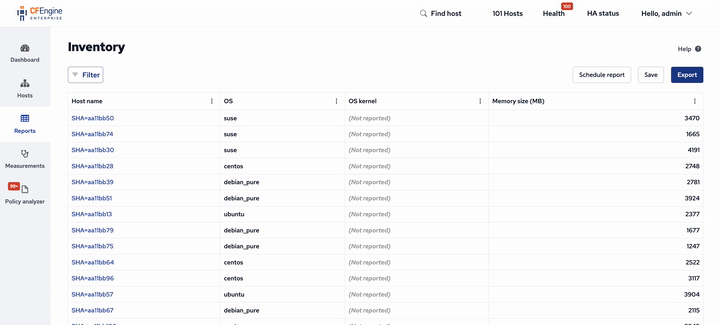 CFEngine
ENTERPRISE
Find host
101 Hosts
Health
100
HA status
Hello, admin
Dashboard
Hosts
Reports
Measurements
99+
Policy analyzer
Inventory
Help
Filter
Schedule report
Save
Export
Host name OS OS kernel Memory size (MB)
SHA=aa11bb50 suse (Not reported) 3470
SHA=aa11bb74 suse (Not reported) 1665
SHA=aa11bb30 suse (Not reported) 4191
SHA=aa11bb28 centos (Not reported) 2748
SHA=aa11bb39 debian_pure (Not reported) 2781
SHA=aa11bb51 debian_pure (Not reported) 3924
SHA=aa11bb13 ubuntu (Not reported) 2377
SHA=aa11bb79 debian_pure (Not reported) 1677
SHA=aa11bb75 debian_pure (Not reported) 1247
SHA=aa11bb64 centos (Not reported) 2522
SHA=aa11bb96 centos (Not reported) 3117
SHA=aa11bb57 ubuntu (Not reported) 3904
SHA=aa11bb67 debian_pure (Not reported) 2115